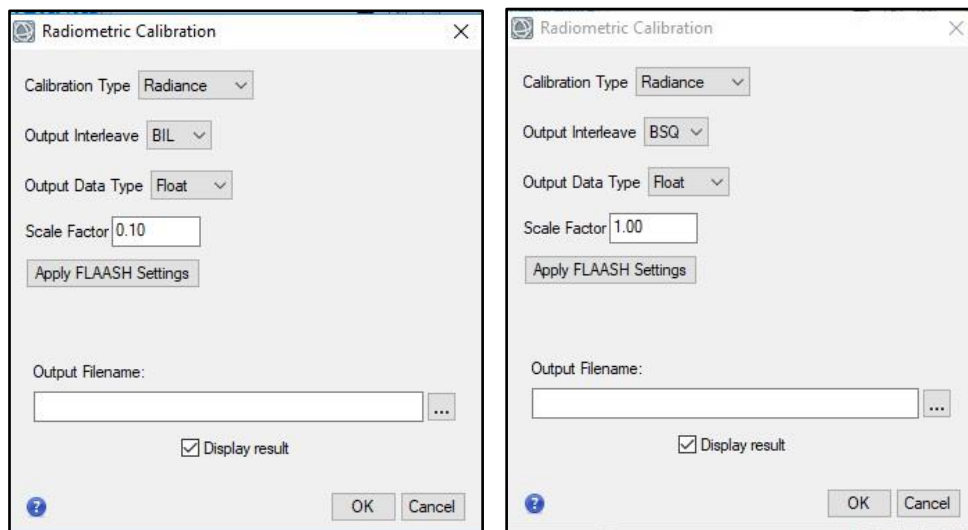 Radiometric Calibration
Calibration Type Radiance
Output Interleave BIL
Output Data Type Float
Scale Factor 0.10
Apply FLAASH Settings
Output Filename:
...
Display result
? OK Cancel
Radiometric Calibration
Calibration Type Radiance
Output Interleave BSQ
Output Data Type Float
Scale Factor 1.00
Apply FLAASH Settings
Output Filename:
...
Display result
? OK Cancel